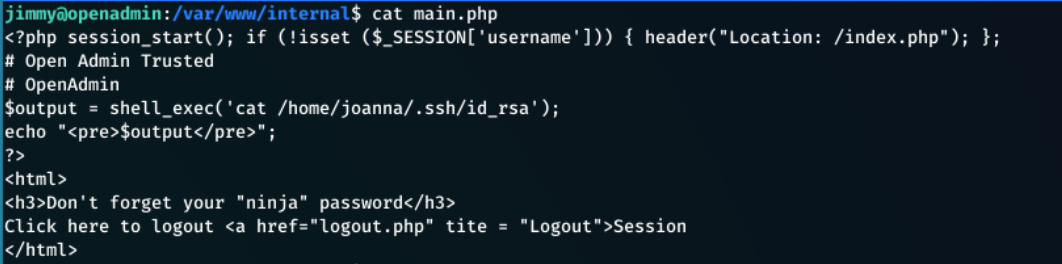 jimmy@openadmin:/var/www/internal$ cat main.php
<?php session_start(); if (!isset ($_SESSION['username'])) { header("Location: /index.php"); };
# Open Admin Trusted
# OpenAdmin
$output = shell_exec('cat /home/joanna/.ssh/id_rsa');
echo "<pre>$output</pre>";
?>
<html>
<h3>Don't forget your "ninja" password</h3>
Click here to logout <a href="logout.php" tite = "Logout">Session
</html>